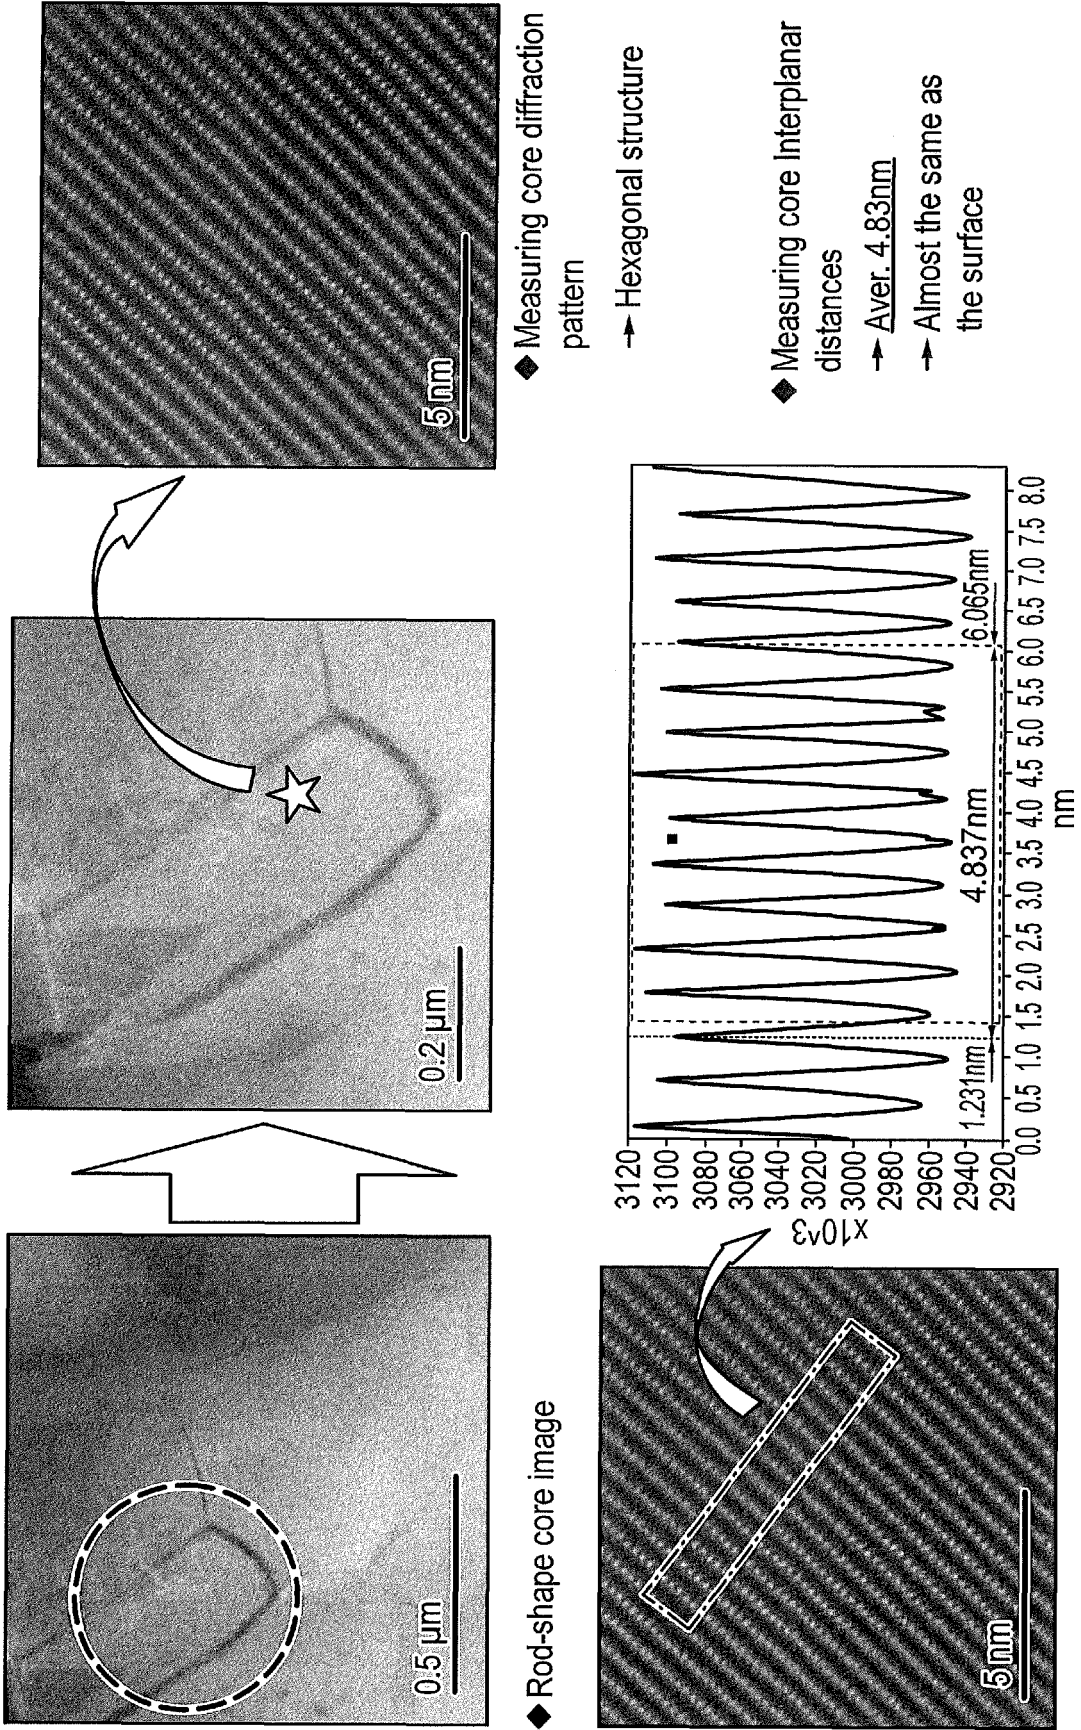 0.5 μm
◆ Rod-shape core image
0.2 μm
5 nm
◆ Measuring core diffraction
pattern
→ Hexagonal structure
5 nm
x10^3
3120
3100
3080
3060
3040
3020
3000
2980
2960
2940
2920
1.231nm
4.837nm
6.065nm
0.0 0.5 1.0 1.5 2.0 2.5 3.0 3.5 4.0 4.5 5.0 5.5 6.0 6.5 7.0 7.5 8.0
nm
◆ Measuring core Interplanar
distances
→ Aver. 4.83nm
→ Almost the same as
the surface